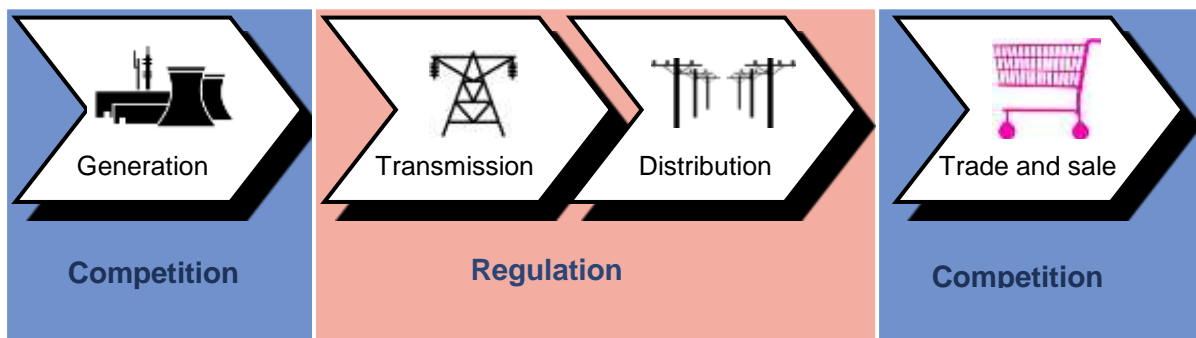 Generation
Transmission
Distribution
Trade and sale
Competition
Regulation
Competition